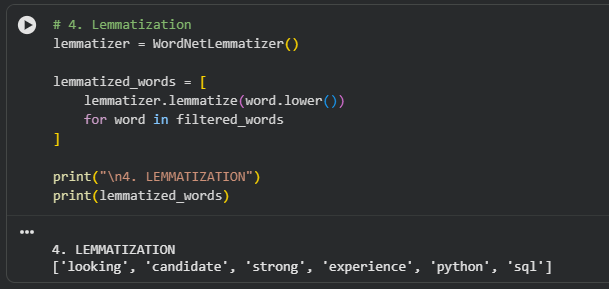 # 4. Lemmatization
lemmatizer = WordNetLemmatizer()
lemmatized_words = [
lemmatizer.lemmatize(word.lower())
for word in filtered_words
]
print("\n4. LEMMATIZATION")
print(lemmatized_words)
...
4. LEMMATIZATION
['looking', 'candidate', 'strong', 'experience', 'python', 'sql']